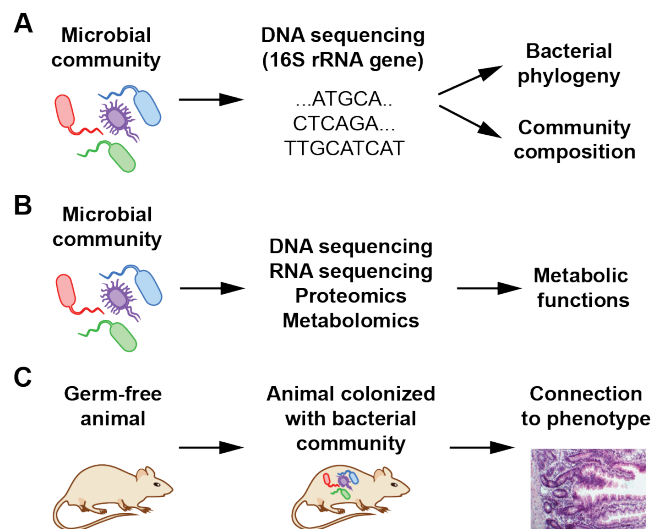 A
Microbial
community
DNA sequencing
(16S rRNA gene)
...ATGCA..
CTCAGA...
TTGCATCAT
Bacterial
phylogeny
Community
composition
B
Microbial
community
DNA sequencing
RNA sequencing
Proteomics
Metabolomics
Metabolic
functions
C
Germ-free
animal
Animal colonized
with bacterial
community
Connection
to phenotype